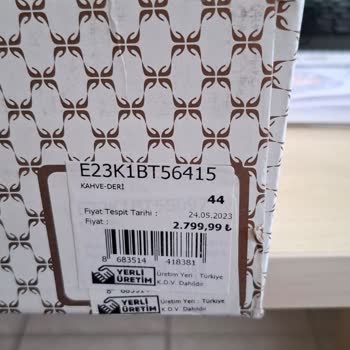 E23K1BT56415
KAHVE-DERİ
44
Fiyat Tespit Tarihi : 24.05.2023
Fiyat : 2.799,99 ₺
8 683514 418381
YERLİ ÜRETİM
Üretim Yeri : Türkiye
K.D.V. Dahildir.
YERLİ ÜRETİM
Üretim Yeri : Türkiye
K.D.V. Dahildir.